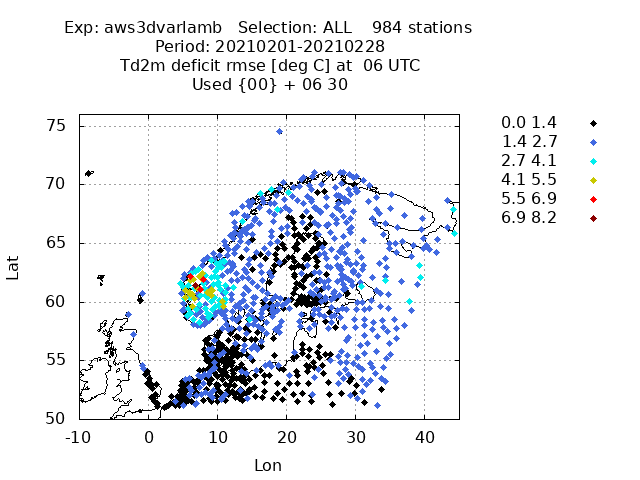 Exp: aws3dvarlamb   Selection: ALL    984 stations
Period: 20210201-20210228
Td2m deficit rmse [deg C] at  06 UTC
Used {00} + 06 30
0.0 1.4
1.4 2.7
2.7 4.1
4.1 5.5
5.5 6.9
6.9 8.2
75
70
65
60
55
50
Lat
-10 0 10 20 30 40
Lon